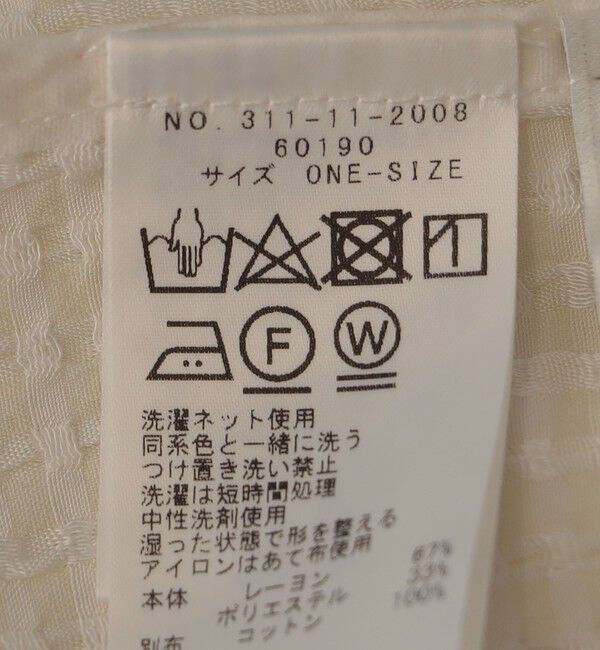 NO. 311-11-2008
60190
サイズ ONE-SIZE
F W
洗濯ネット使用
同系色と一緒に洗う
つけ置き洗い禁止
洗濯は短時間処理
中性洗剤使用
湿った状態で形を整える
アイロンはあて布使用
本体 レーヨン 67%
ポリエステル 33%
別布 コットン 100%